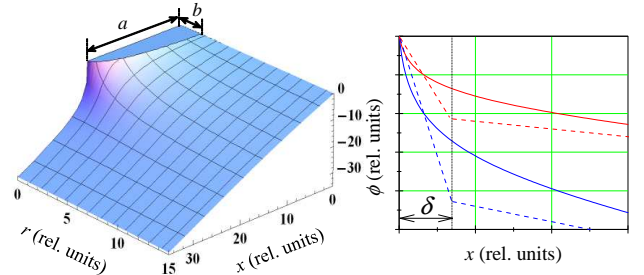 a
b
0
−10
−20
−30
0
5
10
15
r (rel. units)
30
20
10
0
x (rel. units)
ϕ (rel. units)
δ
x (rel. units)